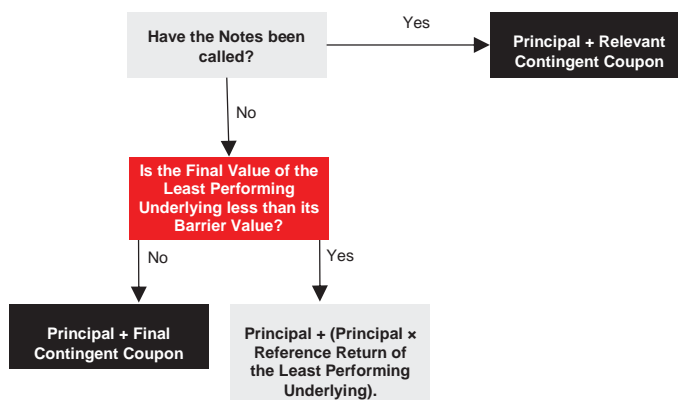 Have the Notes been
called?
Yes
Principal + Relevant
Contingent Coupon
No
Is the Final Value of the
Least Performing
Underlying less than its
Barrier Value?
No
Yes
Principal + Final
Contingent Coupon
Principal + (Principal ×
Reference Return of
the Least Performing
Underlying).